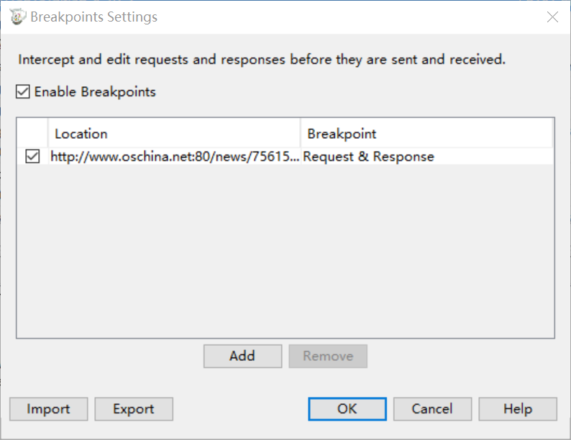 Breakpoints Settings
Intercept and edit requests and responses before they are sent and received.
Enable Breakpoints
Location Breakpoint
http://www.oschina.net:80/news/75615... Request & Response
Add Remove
Import Export OK Cancel Help